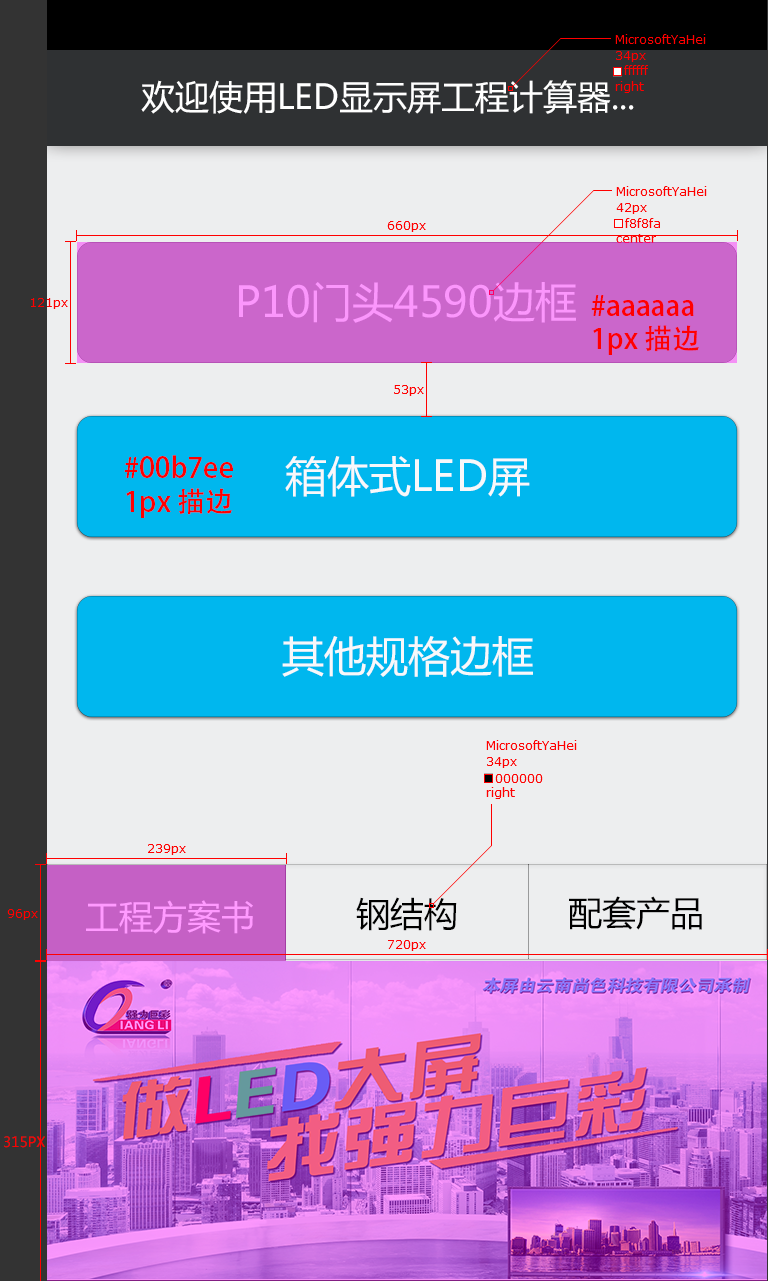 MicrosoftYaHei
34px
ffffff
right
欢迎使用LED显示屏工程计算器...
MicrosoftYaHei
42px
f8f8fa
center
660px
121px
P10门头4590边框
#aaaaaa
1px 描边
53px
#00b7ee
1px 描边
箱体式LED屏
其他规格边框
MicrosoftYaHei
34px
000000
right
239px
96px
工程方案书
钢结构
配套产品
720px
本屏由云南尚色科技有限公司承制
强力巨彩
QIANGLI
做LED大屏
找强力巨彩
315PX